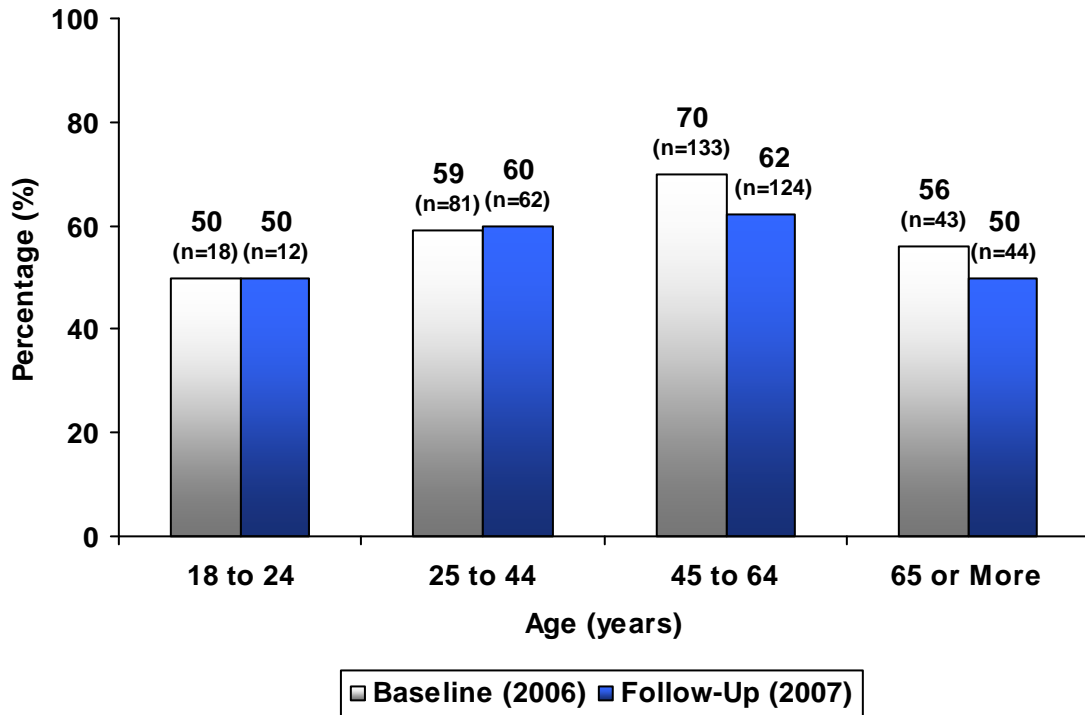 100
80
60
40
20
0
Percentage (%)
50
(n=18)
50
(n=12)
59
(n=81)
60
(n=62)
70
(n=133)
62
(n=124)
56
(n=43)
50
(n=44)
18 to 24
25 to 44
45 to 64
65 or More
Age (years)
Baseline (2006)
Follow-Up (2007)